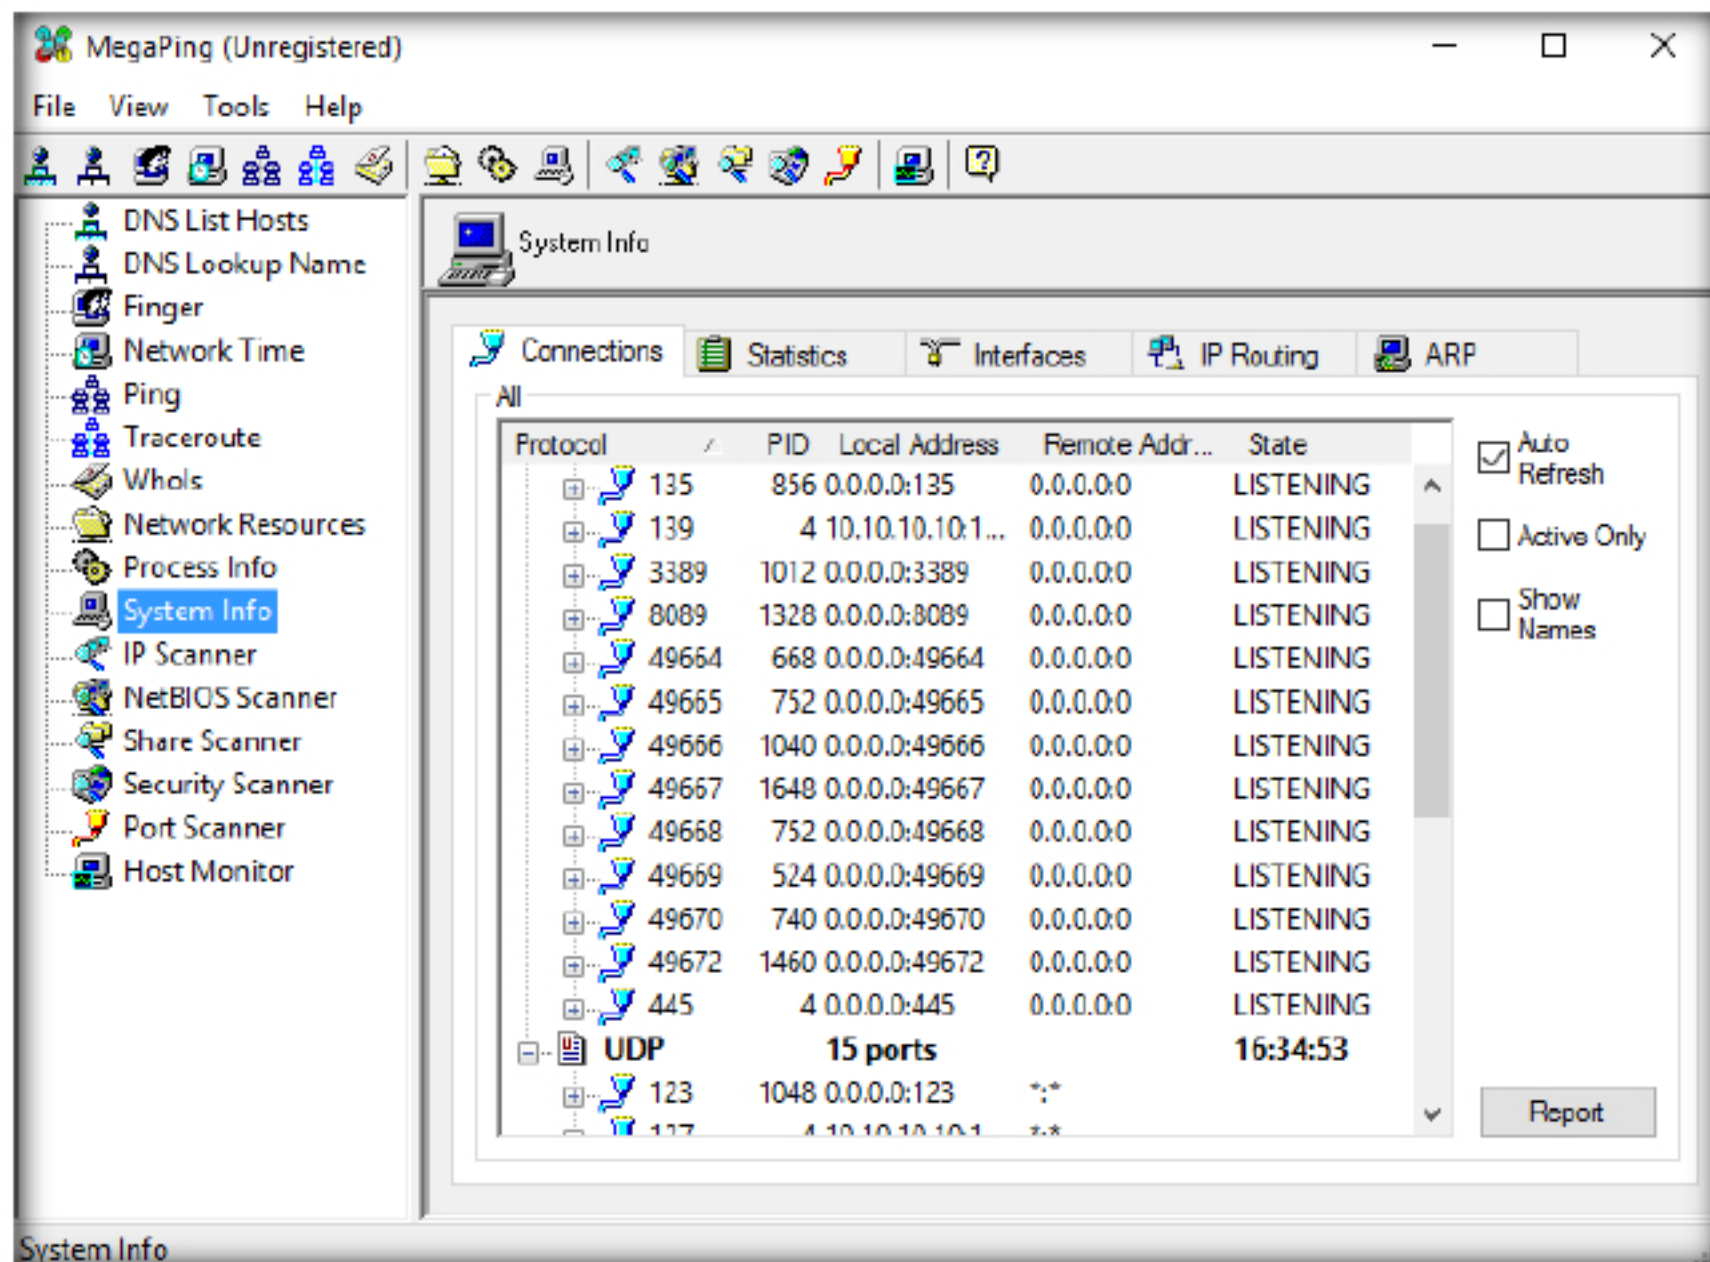 MegaPing (Unregistered)
File View Tools Help
DNS List Hosts
DNS Lookup Name
Finger
Network Time
Ping
Traceroute
WhoIs
Network Resources
Process Info
System Info
IP Scanner
NetBIOS Scanner
Share Scanner
Security Scanner
Port Scanner
Host Monitor
System Info
Connections Statistics Interfaces IP Routing ARP
All
Protocol PID Local Address Remote Addr... State
135 856 0.0.0.0:135 0.0.0.0:0 LISTENING
139 4 10.10.10.10:1... 0.0.0.0:0 LISTENING
3389 1012 0.0.0.0:3389 0.0.0.0:0 LISTENING
8089 1328 0.0.0.0:8089 0.0.0.0:0 LISTENING
49664 668 0.0.0.0:49664 0.0.0.0:0 LISTENING
49665 752 0.0.0.0:49665 0.0.0.0:0 LISTENING
49666 1040 0.0.0.0:49666 0.0.0.0:0 LISTENING
49667 1648 0.0.0.0:49667 0.0.0.0:0 LISTENING
49668 752 0.0.0.0:49668 0.0.0.0:0 LISTENING
49669 524 0.0.0.0:49669 0.0.0.0:0 LISTENING
49670 740 0.0.0.0:49670 0.0.0.0:0 LISTENING
49672 1460 0.0.0.0:49672 0.0.0.0:0 LISTENING
445 4 0.0.0.0:445 0.0.0.0:0 LISTENING
UDP 15 ports 16:34:53
123 1048 0.0.0.0:123 *:*
137 4 10.10.10.10:1 *:*
Auto
Refresh
Active Only
Show
Names
Report
System Info